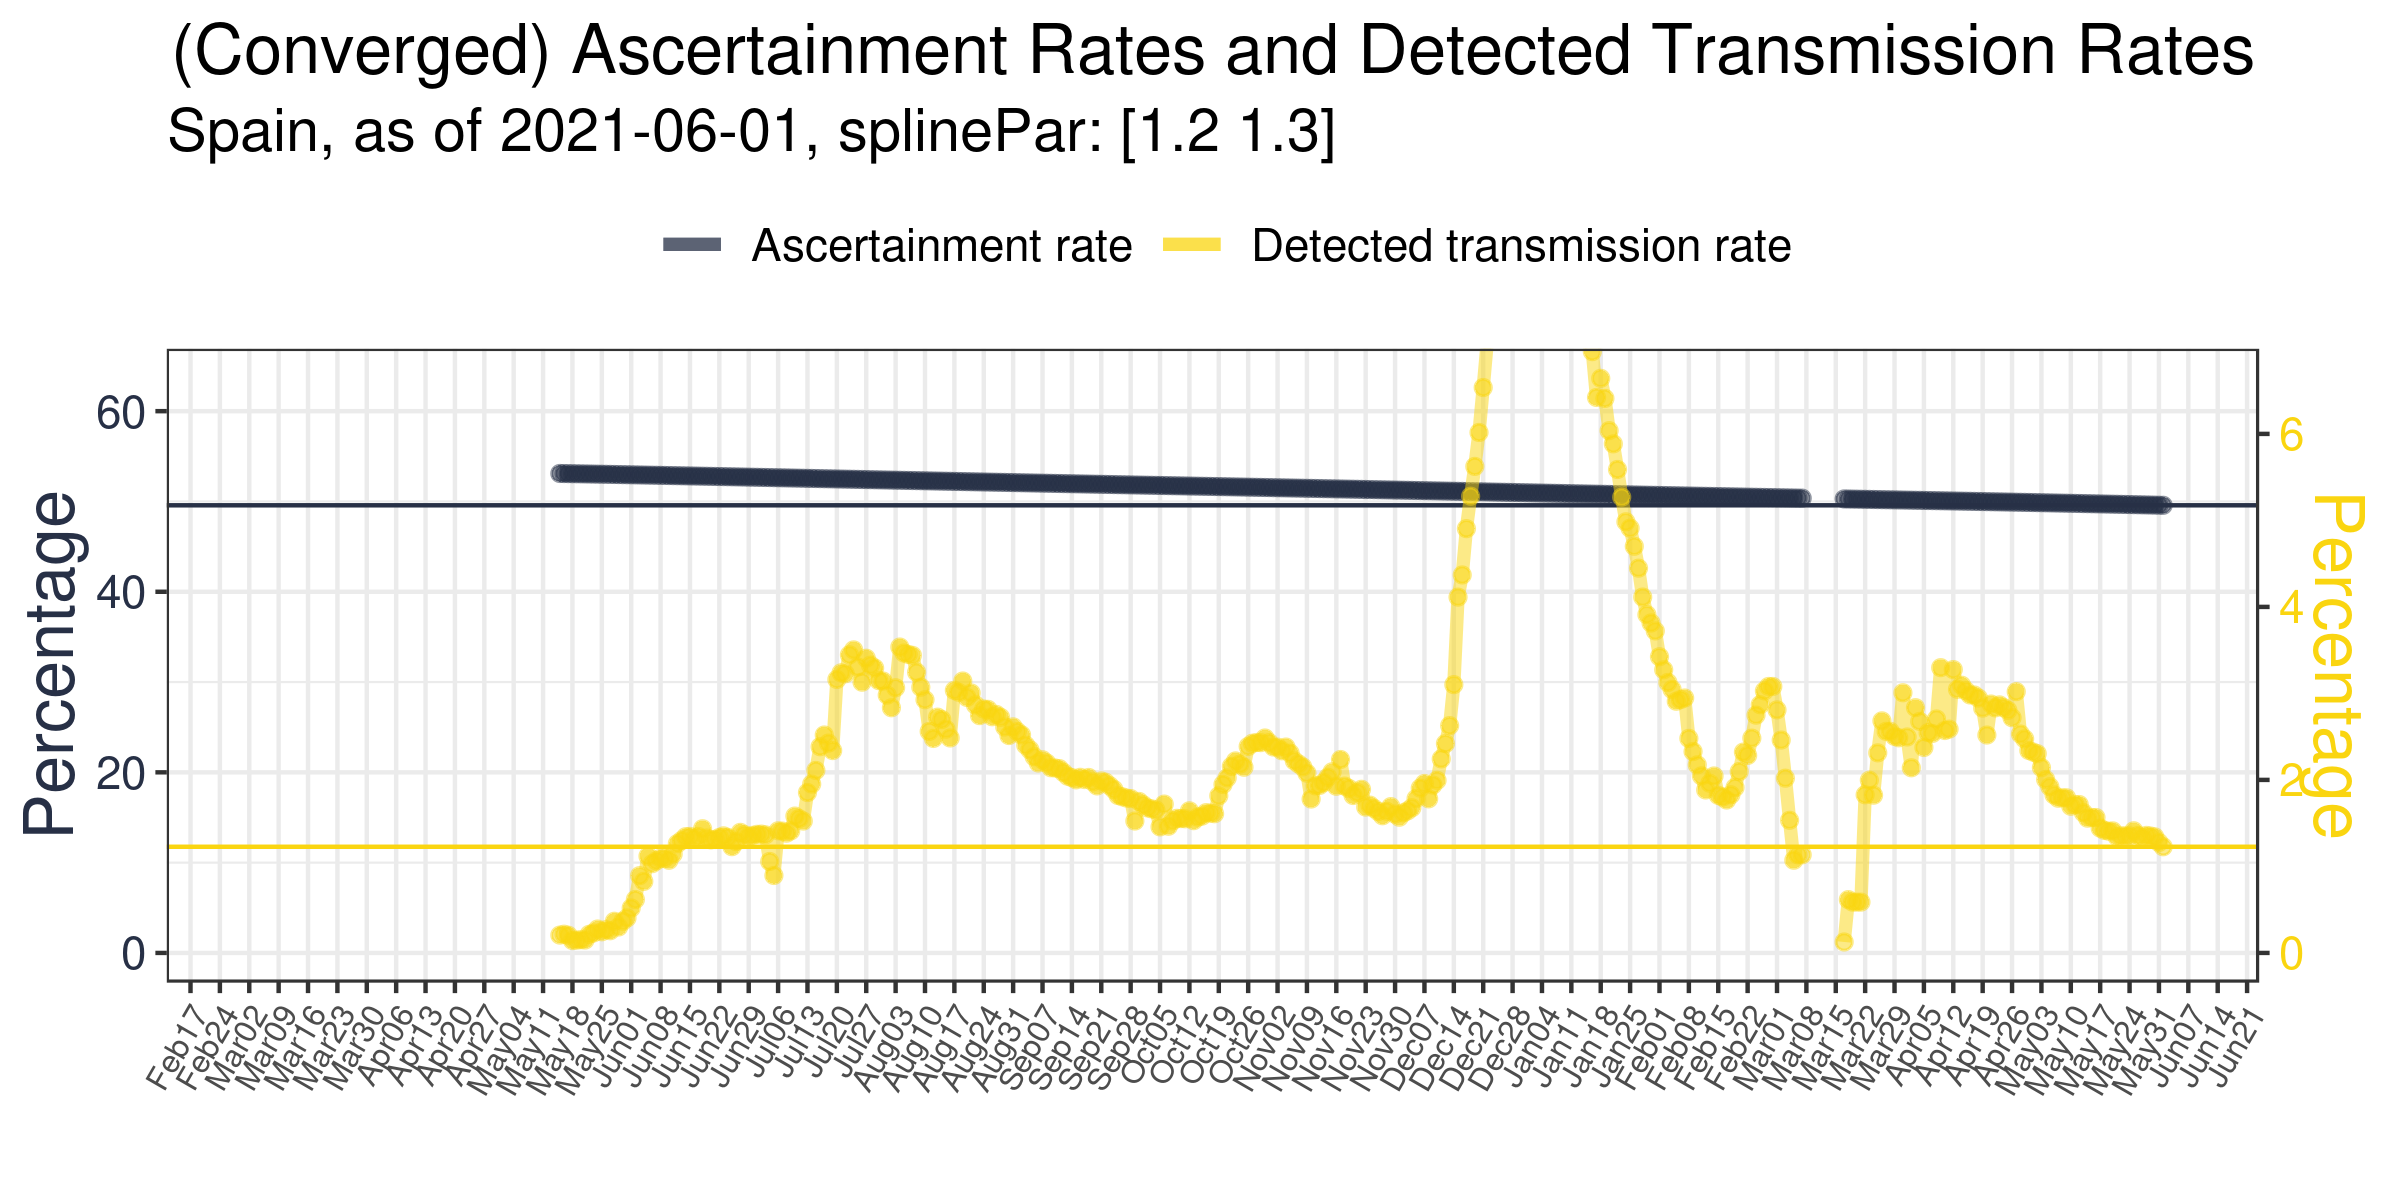 (Converged) Ascertainment Rates and Detected Transmission Rates
Spain, as of 2021-06-01, splinePar: [1.2 1.3]
Ascertainment rate
Detected transmission rate
Percentage
60
40
20
0
6
4
2
0
Percentage
Feb17
Feb24
Mar02
Mar09
Mar16
Mar23
Mar30
Apr06
Apr13
Apr20
Apr27
May04
May11
May18
May25
Jun01
Jun08
Jun15
Jun22
Jun29
Jul06
Jul13
Jul20
Jul27
Aug03
Aug10
Aug17
Aug24
Aug31
Sep07
Sep14
Sep21
Sep28
Oct05
Oct12
Oct19
Oct26
Nov02
Nov09
Nov16
Nov23
Nov30
Dec07
Dec14
Dec21
Dec28
Jan04
Jan11
Jan18
Jan25
Feb01
Feb08
Feb15
Feb22
Mar01
Mar08
Mar15
Mar22
Mar29
Apr05
Apr12
Apr19
Apr26
May03
May10
May17
May24
May31
Jun07
Jun14
Jun21